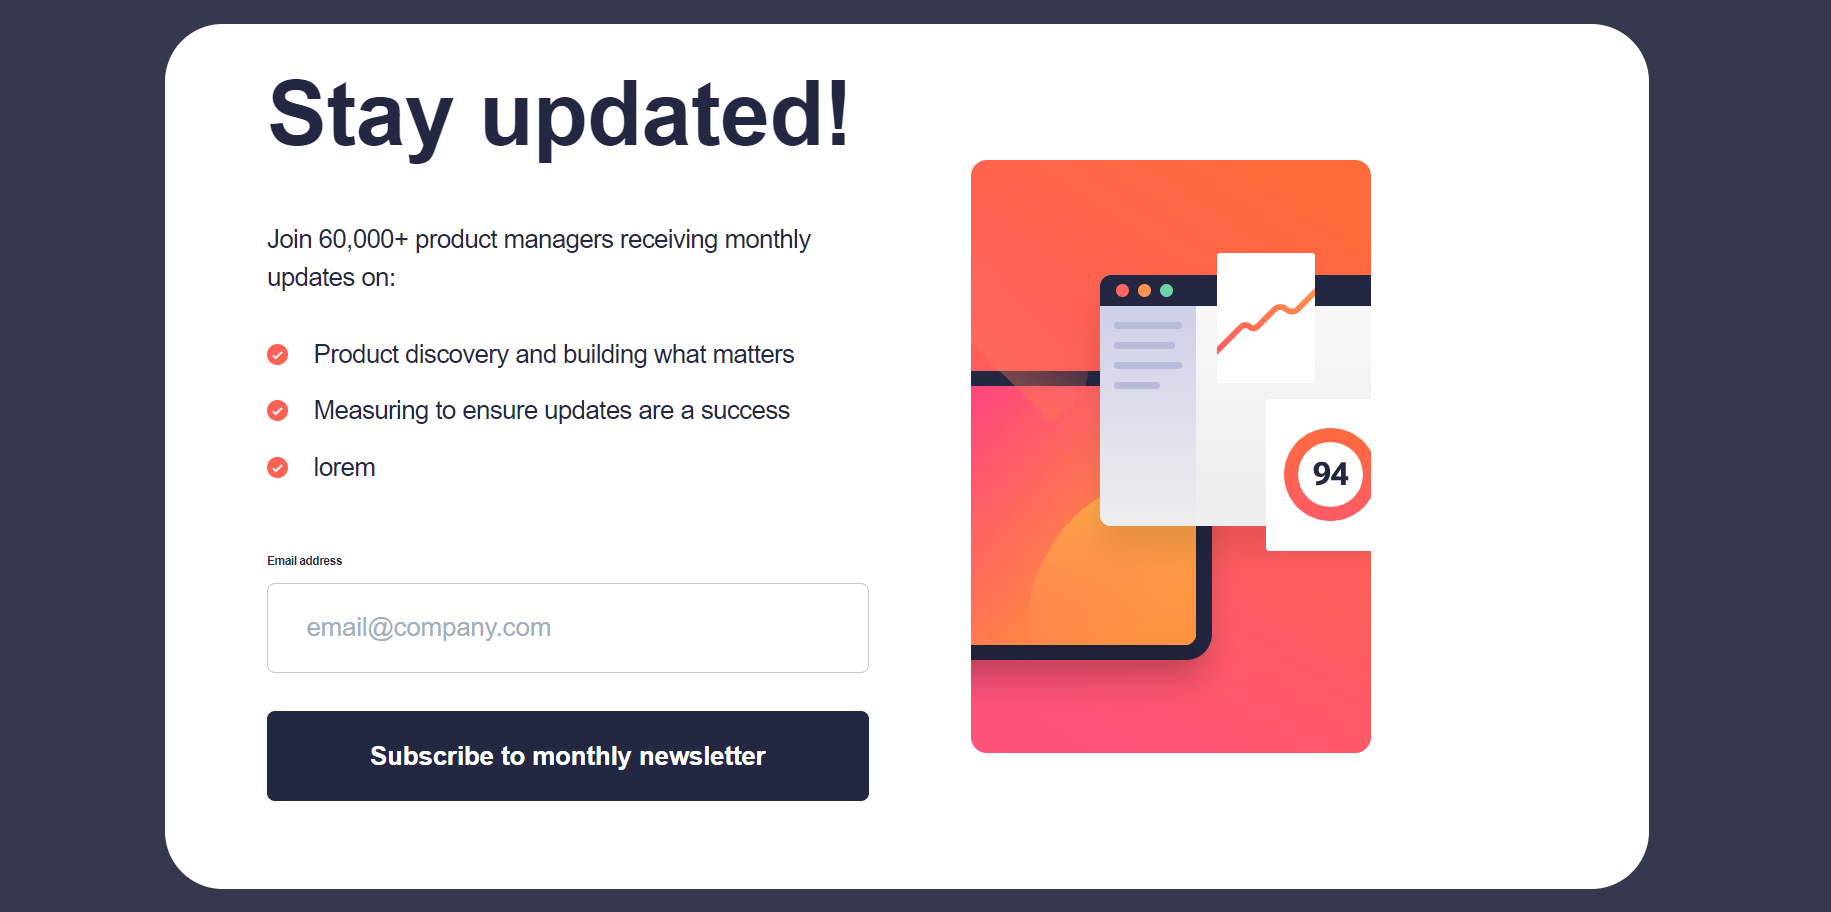 Stay updated!
Join 60,000+ product managers receiving monthly
updates on:
Product discovery and building what matters
Measuring to ensure updates are a success
lorem
Email address
email@company.com
Subscribe to monthly newsletter
94